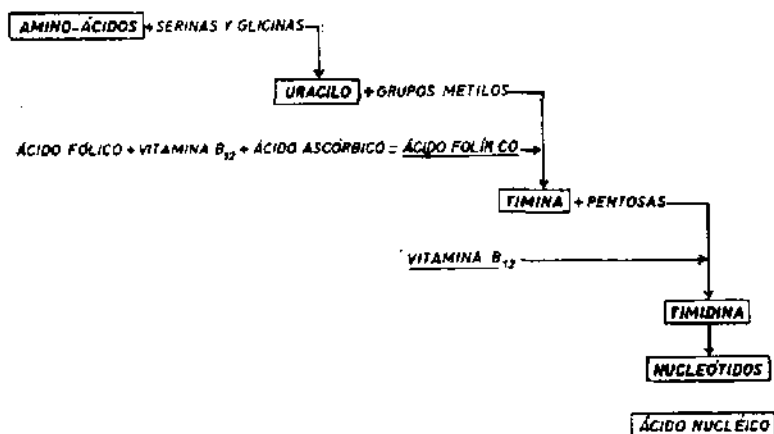 AMINO-ÁCIDOS + SERINAS Y GLICINAS
URACILO + GRUPOS METILOS
ÁCIDO FÓLICO + VITAMINA B12 + ÁCIDO ASCÓRBICO = ÁCIDO FOLÍNICO
TIMINA + PENTOSAS
VITAMINA B12
TIMIDINA
NUCLEÓTIDOS
ÁCIDO NUCLÉICO